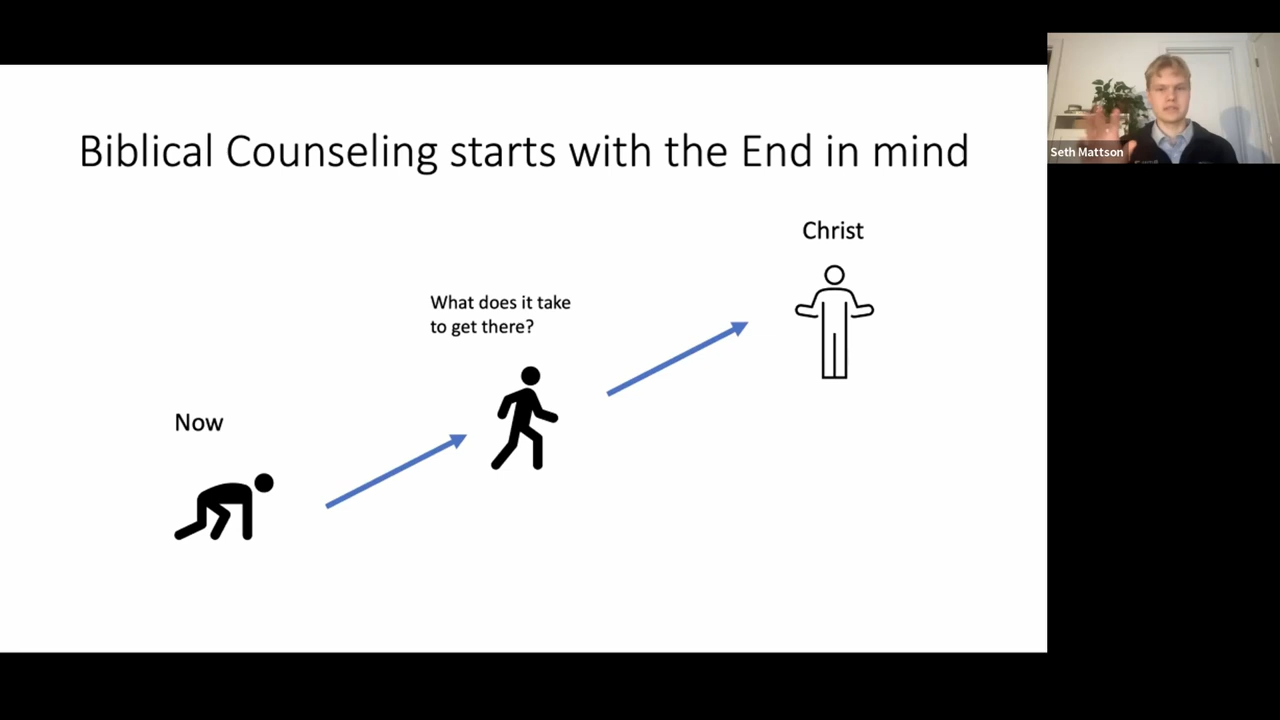 Biblical Counseling starts with the End in mind
Seth Mattson
Christ
What does it take
to get there?
Now